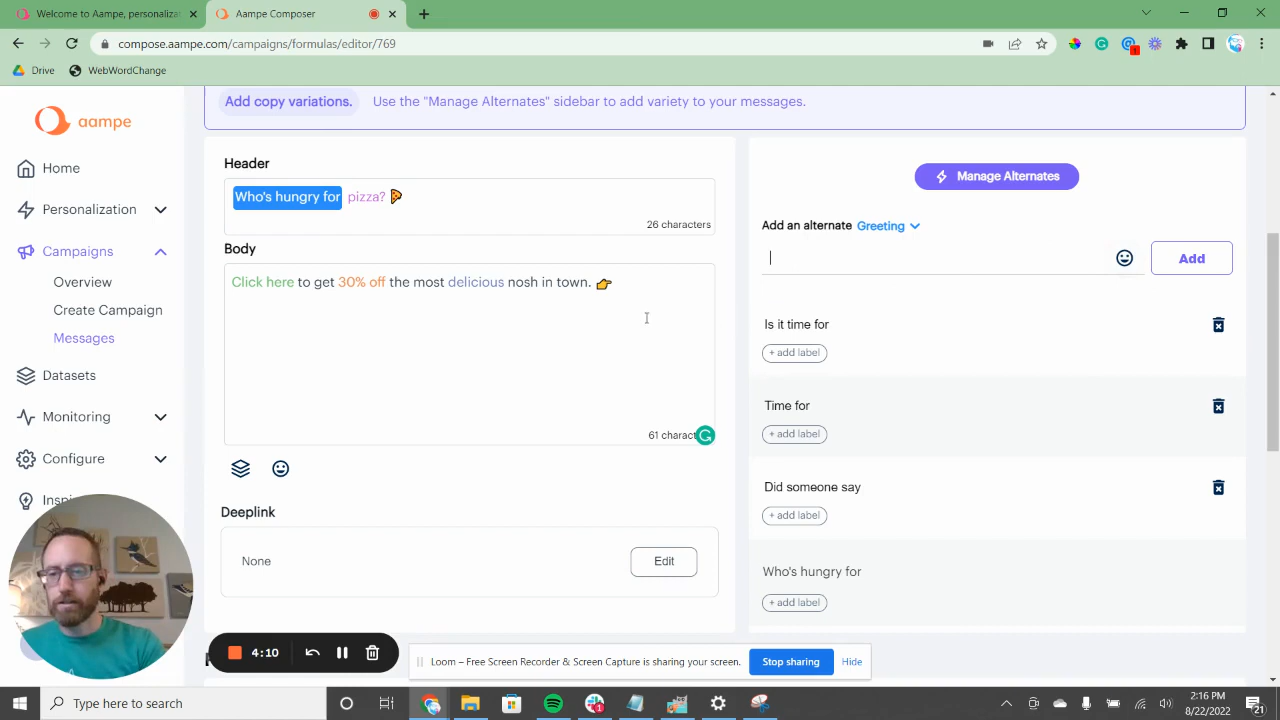 Welcome to Aampe, personaliza
Aampe Composer
compose.aampe.com/campaigns/formulas/editor/769
1
Drive
WebWordChange
aampe
Home
Personalization
Campaigns
Overview
Create Campaign
Messages
Datasets
Monitoring
Configure
Inspi
Add copy variations. Use the "Manage Alternates" sidebar to add variety to your messages.
Header
Who's hungry for pizza? 🍕
26 characters
Body
Click here to get 30% off the most delicious nosh in town. 👉
61 charact
Deeplink
None
Edit
Manage Alternates
Add an alternate Greeting
Add
Is it time for
+ add label
Time for
+ add label
Did someone say
+ add label
Who's hungry for
+ add label
4:10
Loom – Free Screen Recorder & Screen Capture is sharing your screen. Stop sharing Hide
Type here to search
2:16 PM
8/22/2022
21